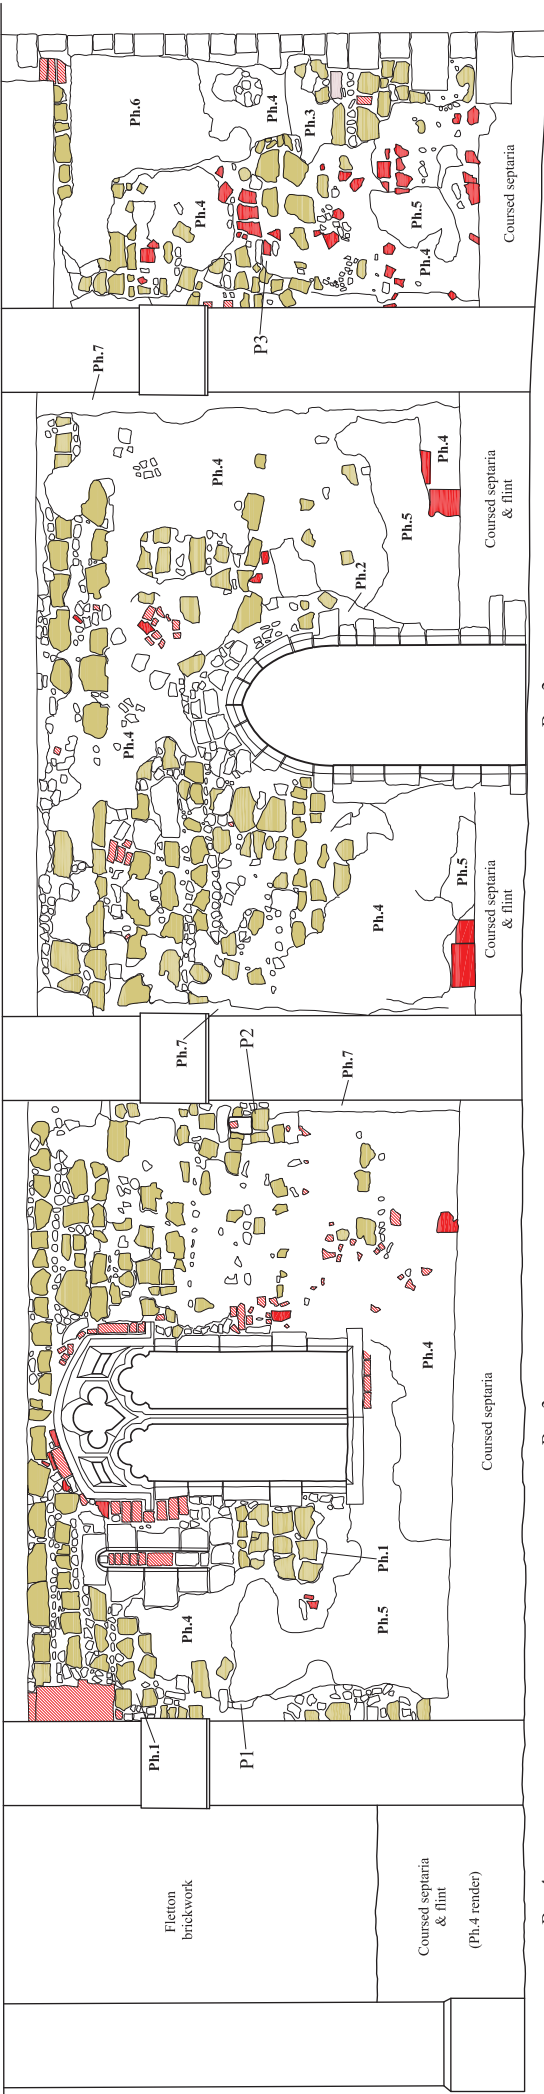 Fletton
brickwork
Coursed septaria
& flint
(Ph.4 render)
Ph.1
P1
Ph.4
Ph.5
Ph.1
Ph.4
Coursed septaria
Ph.7
P2
Ph.7
Ph.4
Ph.4
Ph.5
Coursed septaria
& flint
Ph.4
Ph.2
Ph.5
Ph.4
Coursed septaria
& flint
Ph.7
P3
Ph.6
Ph.4
Ph.4
Ph.3
Ph.5
Ph.4
Coursed septaria